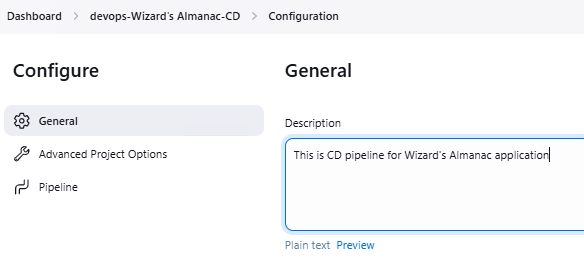 Dashboard > devops-Wizard's Almanac-CD > Configuration
Configure
General
Advanced Project Options
Pipeline
General
Description
This is CD pipeline for Wizard's Almanac application
Plain text Preview